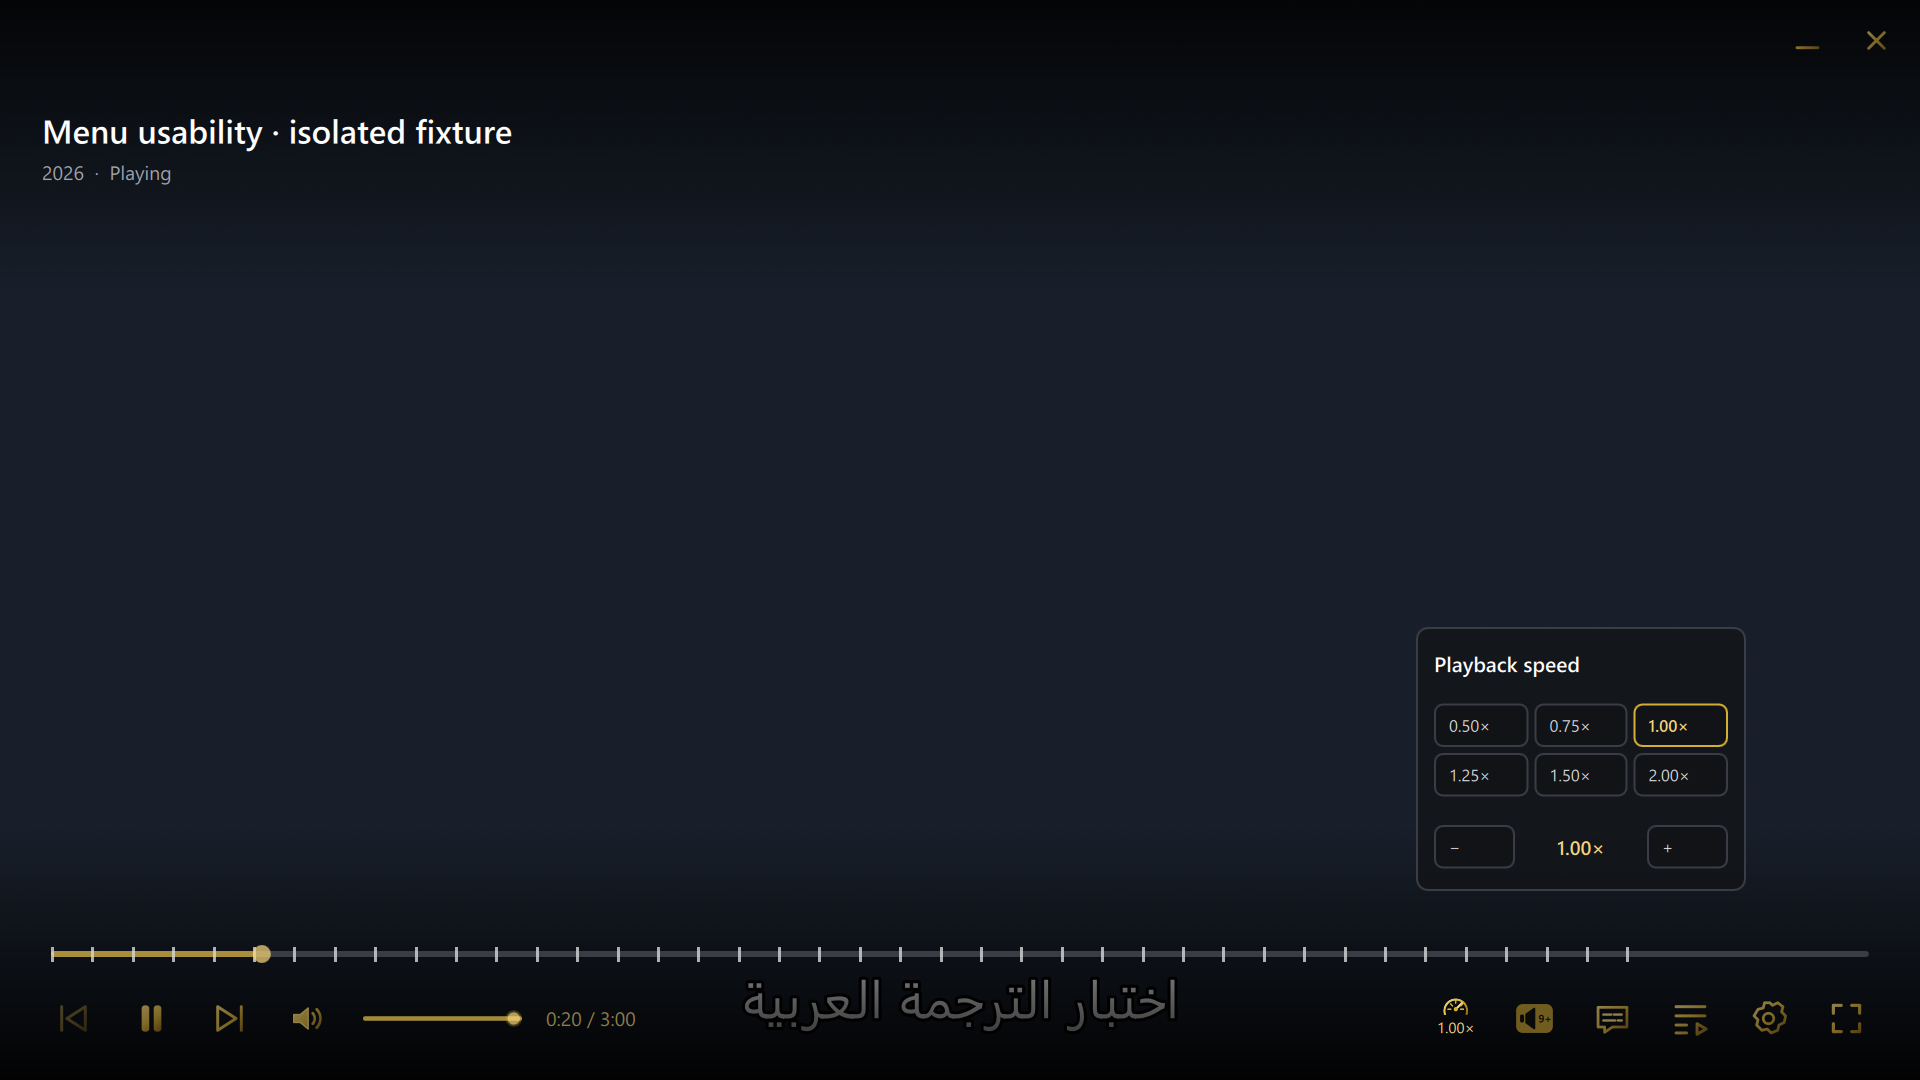 Menu usability · isolated fixture
2026 · Playing
Playback speed
0.50× 0.75× 1.00×
1.25× 1.50× 2.00×
− 1.00× +
اختبار الترجمة العربية
0:20 / 3:00
1.00×
9+